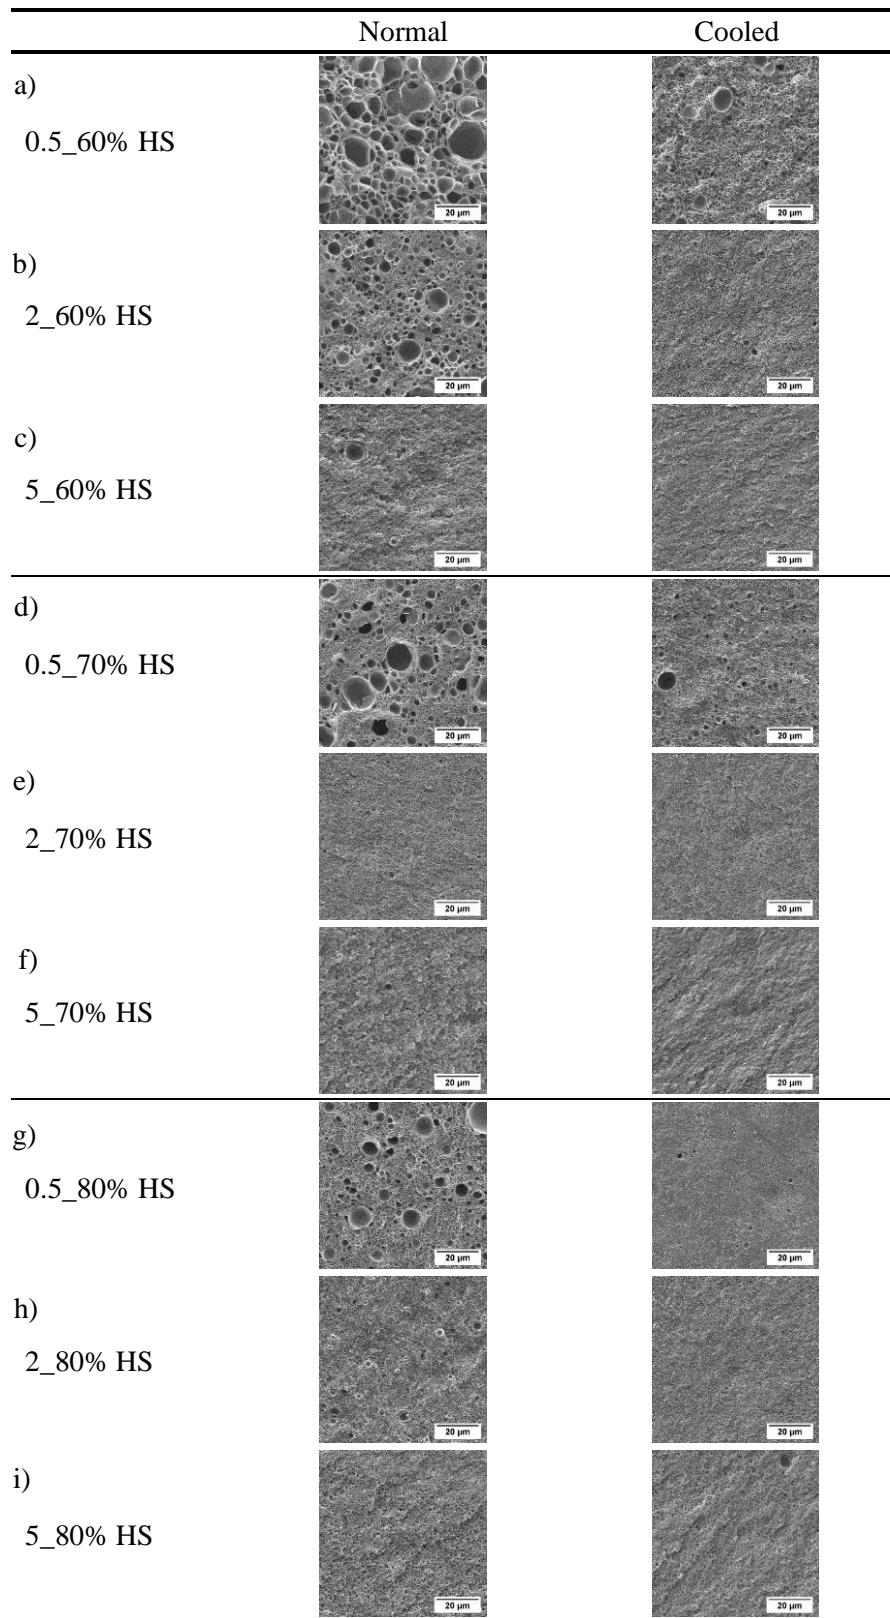 Normal Cooled
a)
0.5_60% HS
20 µm 20 µm
b)
2_60% HS
20 µm 20 µm
c)
5_60% HS
20 µm 20 µm
d)
0.5_70% HS
20 µm 20 µm
e)
2_70% HS
20 µm 20 µm
f)
5_70% HS
20 µm 20 µm
g)
0.5_80% HS
20 µm 20 µm
h)
2_80% HS
20 µm 20 µm
i)
5_80% HS
20 µm 20 µm